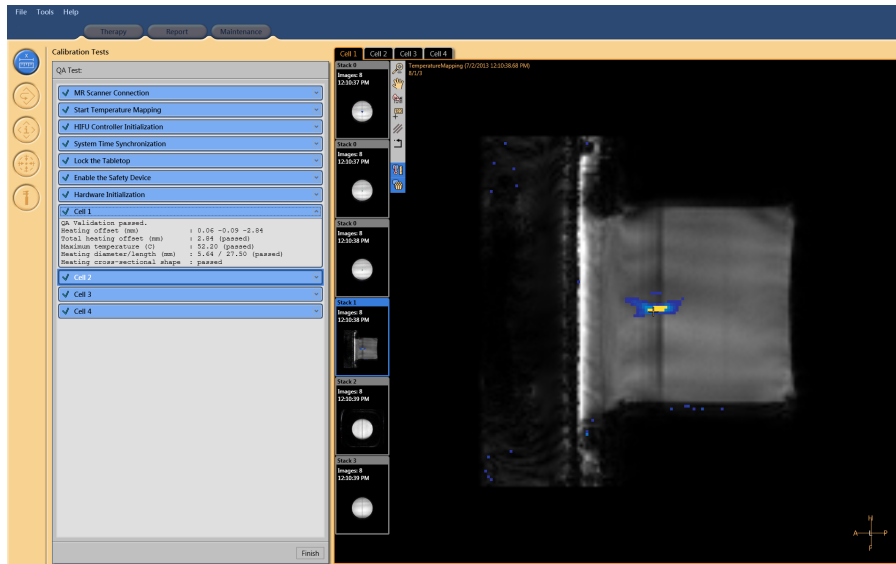 File Tools Help
Therapy Report Maintenance
Calibration Tests
QA Test:
MR Scanner Connection
Start Temperature Mapping
HIFU Controller Initialization
System Time Synchronization
Lock the Tabletop
Enable the Safety Device
Hardware Initialization
Cell 1
QA Validation passed.
Heating offset (mm) : 0.06 -0.09 -2.84
Total heating offset (mm) : 2.84 (passed)
Maximum temperature (C) : 52.20 (passed)
Heating diameter/length (mm) : 5.64 / 27.50 (passed)
Heating cross-sectional shape : passed
Cell 2
Cell 3
Cell 4
Finish
Cell 1 Cell 2 Cell 3 Cell 4
Stack 0
Images: 8
12:10:37 PM
Stack 0
Images: 8
12:10:37 PM
Stack 0
Images: 8
12:10:38 PM
Stack 1
Images: 8
12:10:38 PM
Stack 2
Images: 8
12:10:39 PM
Stack 3
Images: 8
12:10:39 PM
TemperatureMapping (7/2/2013 12:10:38.68 PM)
8/1/3
H
A L P
F